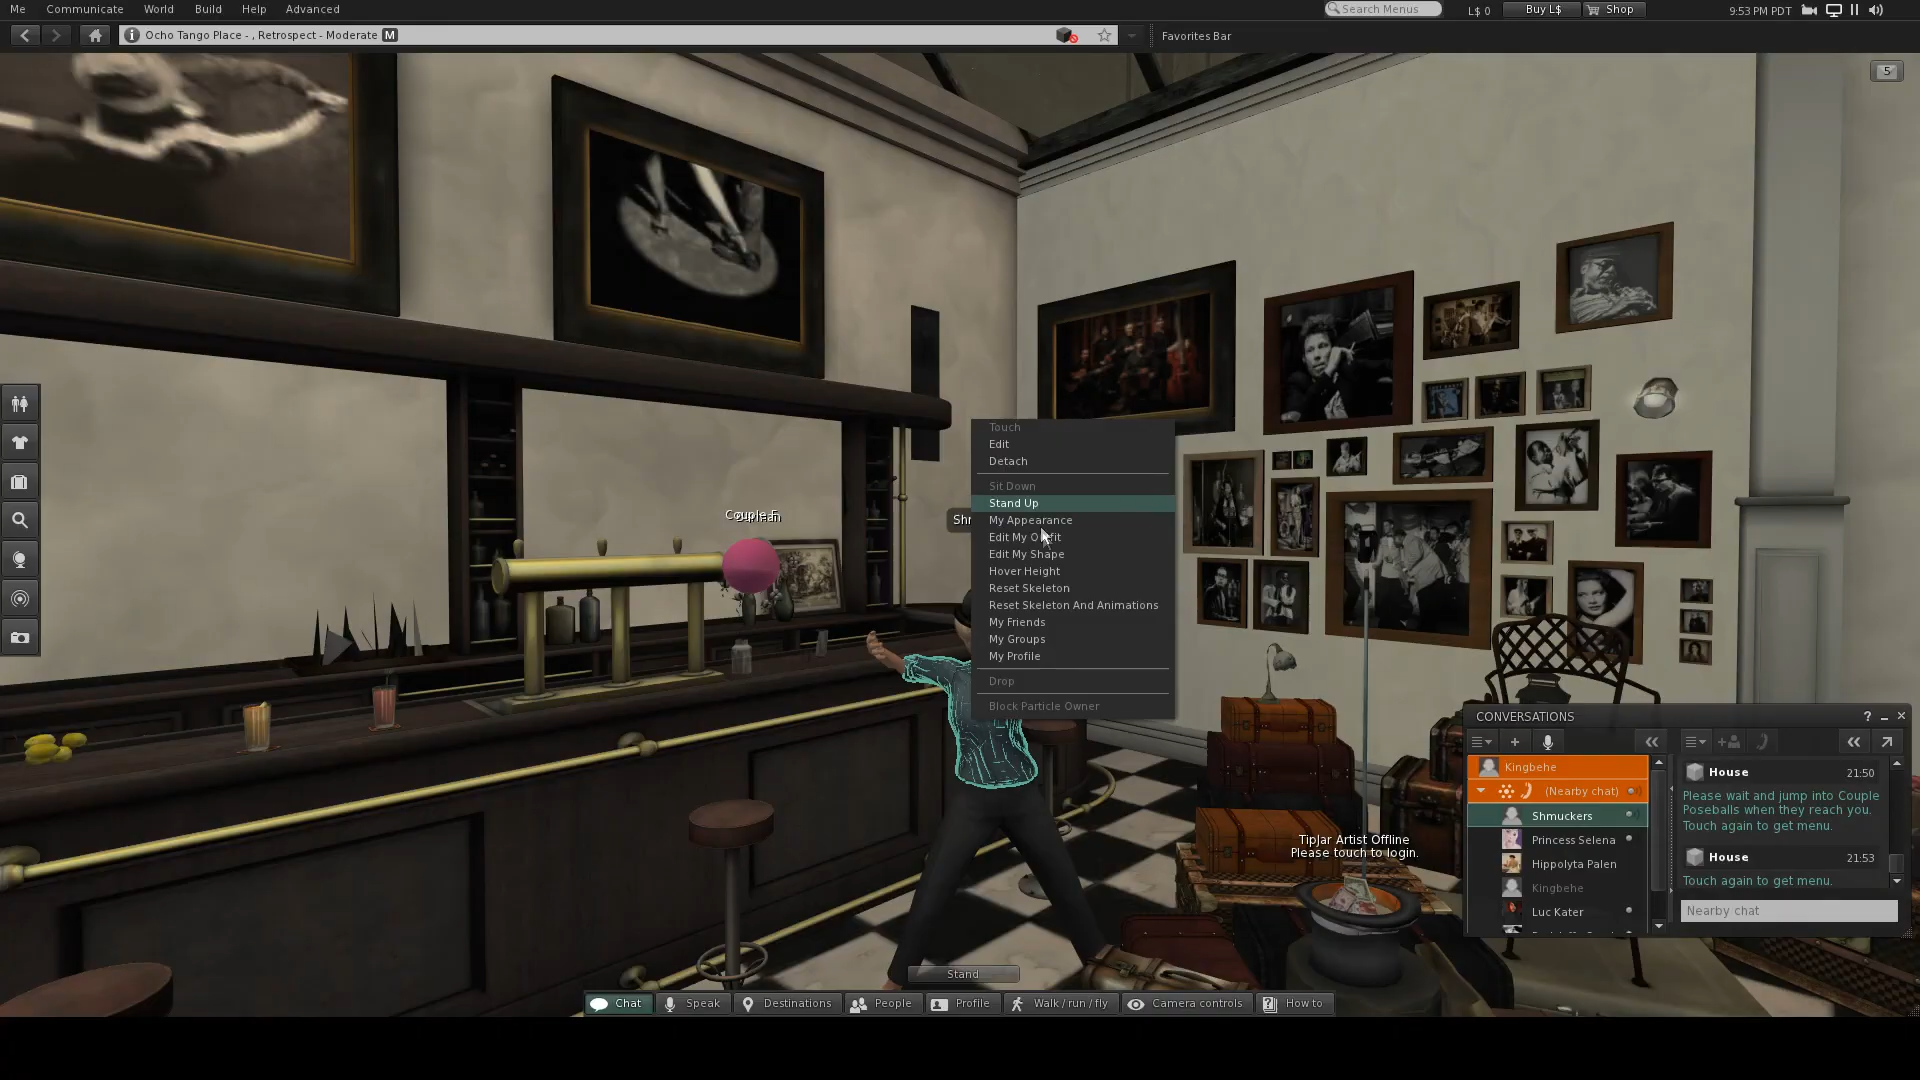 Me Communicate World Build Help Advanced
Search Menus
L$ 0
Buy L$
Shop
9:53 PM PDT
Ocho Tango Place - , Retrospect - Moderate M
Favorites Bar
5
Touch
Edit
Detach
Sit Down
Stand Up
My Appearance
Edit My
Edit My Shape
Hover Height
Reset Skeleton
Reset Skeleton And Animations
My Friends
My Groups
My Profile
Drop
Block Particle Owner
Couple
TipJar Artist Offline
Please touch to login.
CONVERSATIONS
?
Kingbehe
(Nearby chat)
Shmuckers
Princess Selena
Hippolyta Palen
Kingbehe
Luc Kater
House 21:50
Please wait and jump into Couple
Poseballs when they reach you.
Touch again to get menu.
House 21:53
Touch again to get menu.
Nearby chat
Stand
Chat Speak Destinations People Profile Walk / run / fly Camera controls How to